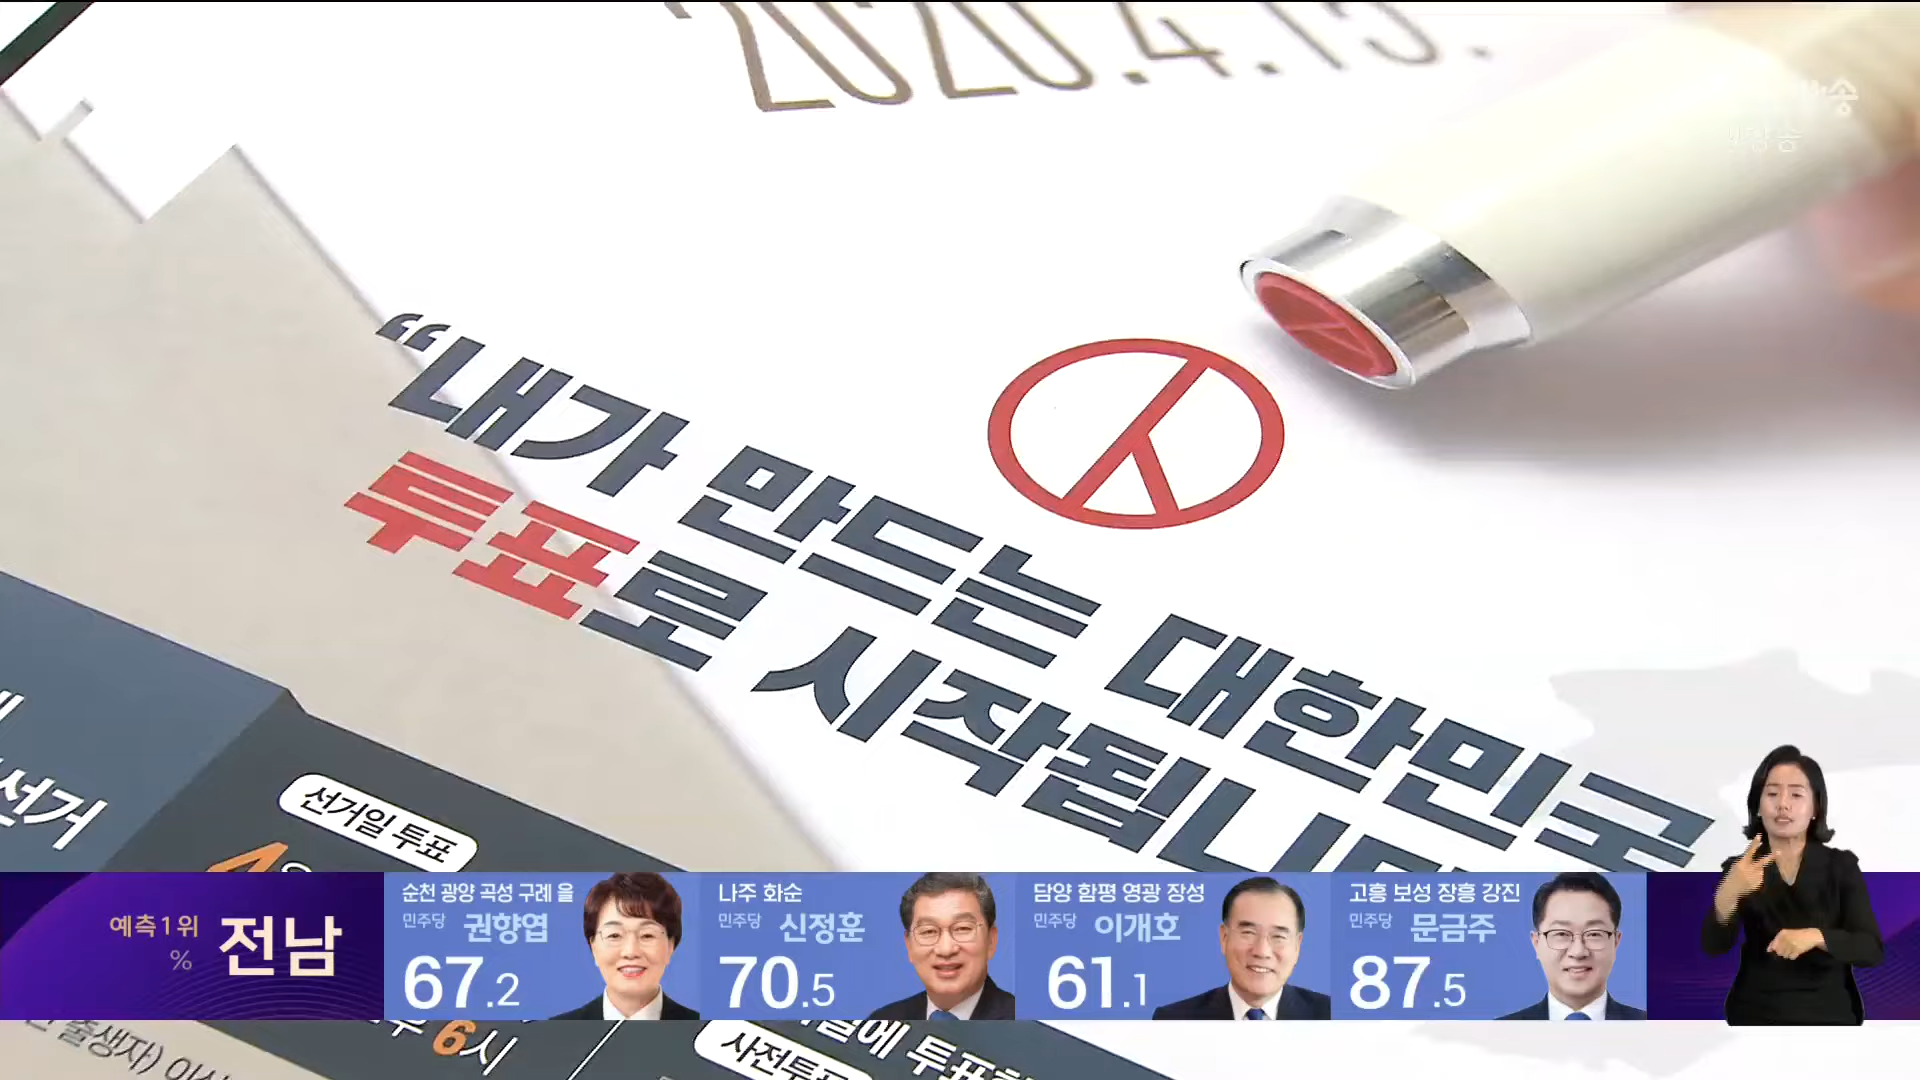 2020.4.15.
“내가 만드는 대한민국
투표로 시작됩니다
선거
선거일 투표
예측1위
%
전남
순천 광양 곡성 구례 을
민주당 권향엽
67.2
나주 화순
민주당 신정훈
70.5
담양 함평 영광 장성
민주당 이개호
61.1
고흥 보성 장흥 강진
민주당 문금주
87.5
출생자)
6시
사전투표